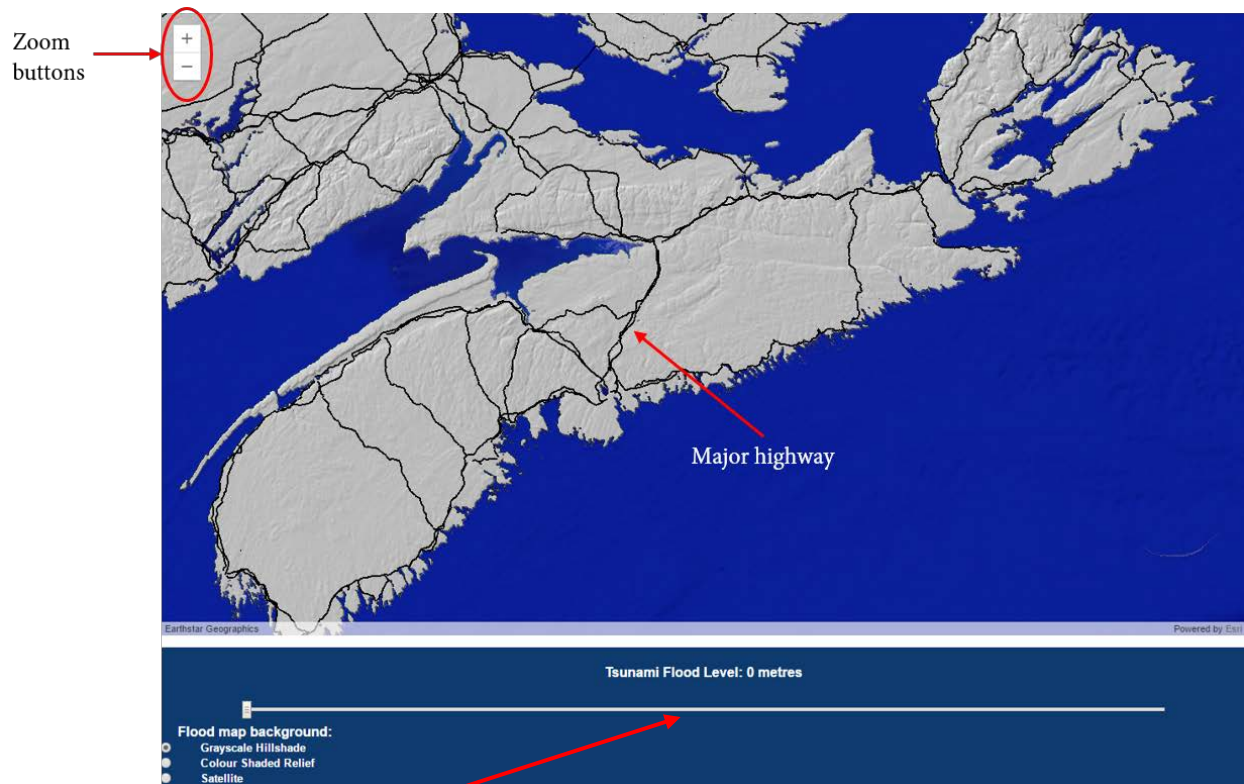 Zoom
buttons
+
−
Major highway
Earthstar Geographics
Powered by Esri
Tsunami Flood Level: 0 metres
Flood map background:
Grayscale Hillshade
Colour Shaded Relief
Satellite